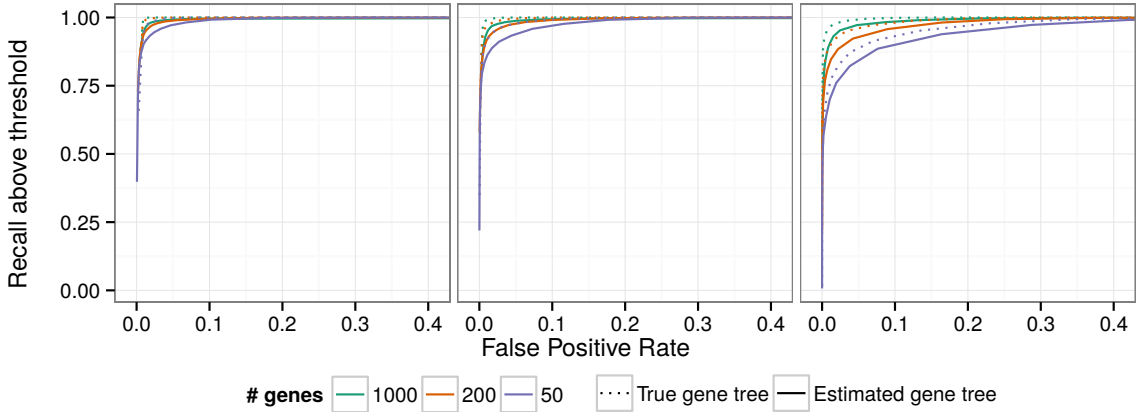 Recall above threshold
1.00
0.75
0.50
0.25
0.00
0.0 0.1 0.2 0.3 0.4
0.0 0.1 0.2 0.3 0.4
0.0 0.1 0.2 0.3 0.4
False Positive Rate
# genes 1000 200 50 True gene tree Estimated gene tree